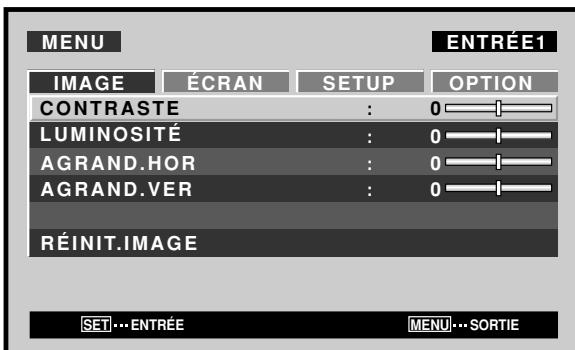 MENU ENTRÉE1
IMAGE ÉCRAN SETUP OPTION
CONTRASTE : 0
LUMINOSITÉ : 0
AGRAND.HOR : 0
AGRAND.VER : 0
RÉINIT.IMAGE
SET ··· ENTRÉE MENU ··· SORTIE